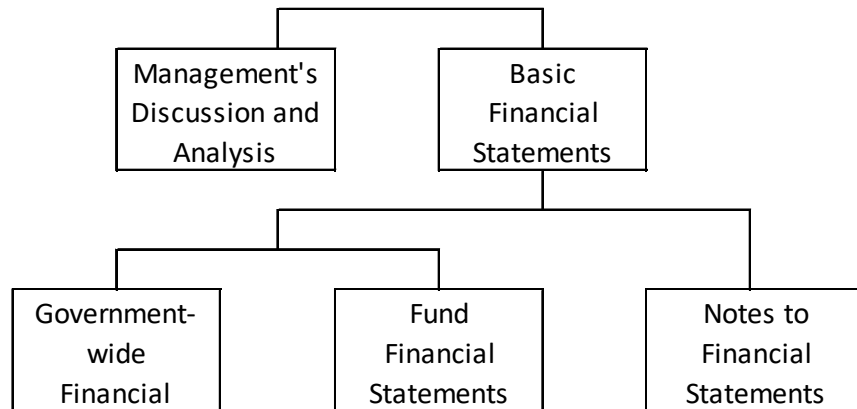 Management's
Discussion and
Analysis
Basic
Financial
Statements
Government-
wide
Financial
Fund
Financial
Statements
Notes to
Financial
Statements